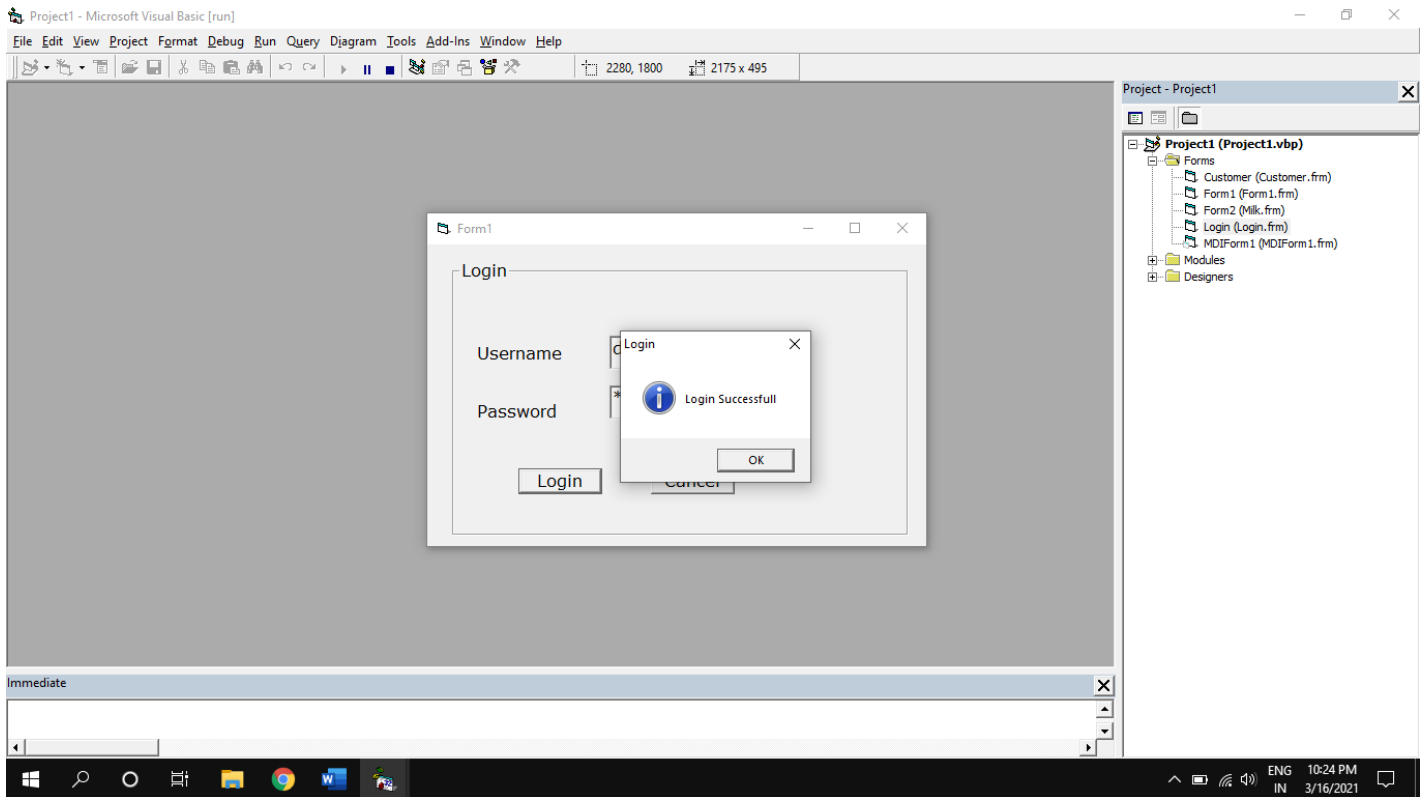 Project1 - Microsoft Visual Basic [run]
File Edit View Project Format Debug Run Query Diagram Tools Add-Ins Window Help
2280, 1800 2175 x 495
Project - Project1
Project1 (Project1.vbp)
Forms
Customer (Customer.frm)
Form1 (Form1.frm)
Form2 (Milk.frm)
Login (Login.frm)
MDIForm1 (MDIForm1.frm)
Modules
Designers
Form1
Login
Username
Password
*
Login
Cancel
Login
Login Successfull
OK
Immediate
ENG
IN
10:24 PM
3/16/2021